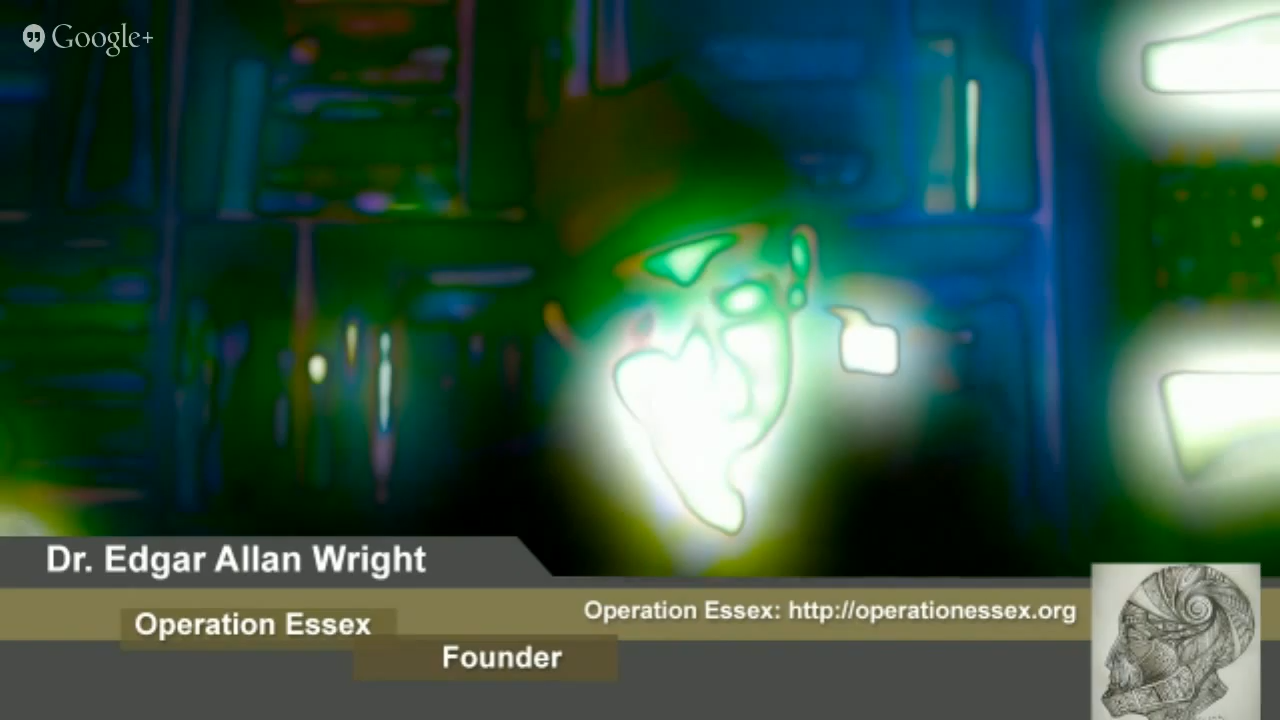 Google+
Dr. Edgar Allan Wright
Operation Essex: http://operationessex.org
Operation Essex
Founder